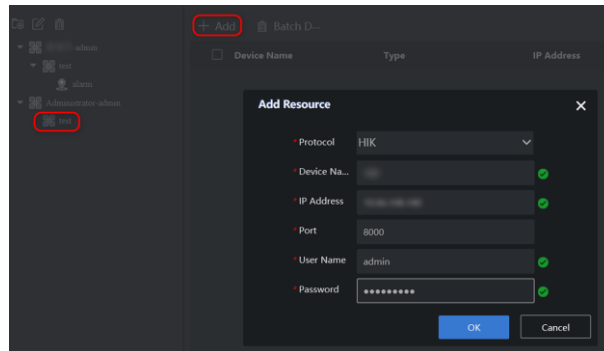 + Add
Batch D...
-admin
test
alarm
Administrator-admin
test
Device Name
Type
IP Address
Add Resource
* Protocol
HIK
* Device Na...
* IP Address
* Port
8000
* User Name
admin
* Password
•••••••••
OK
Cancel